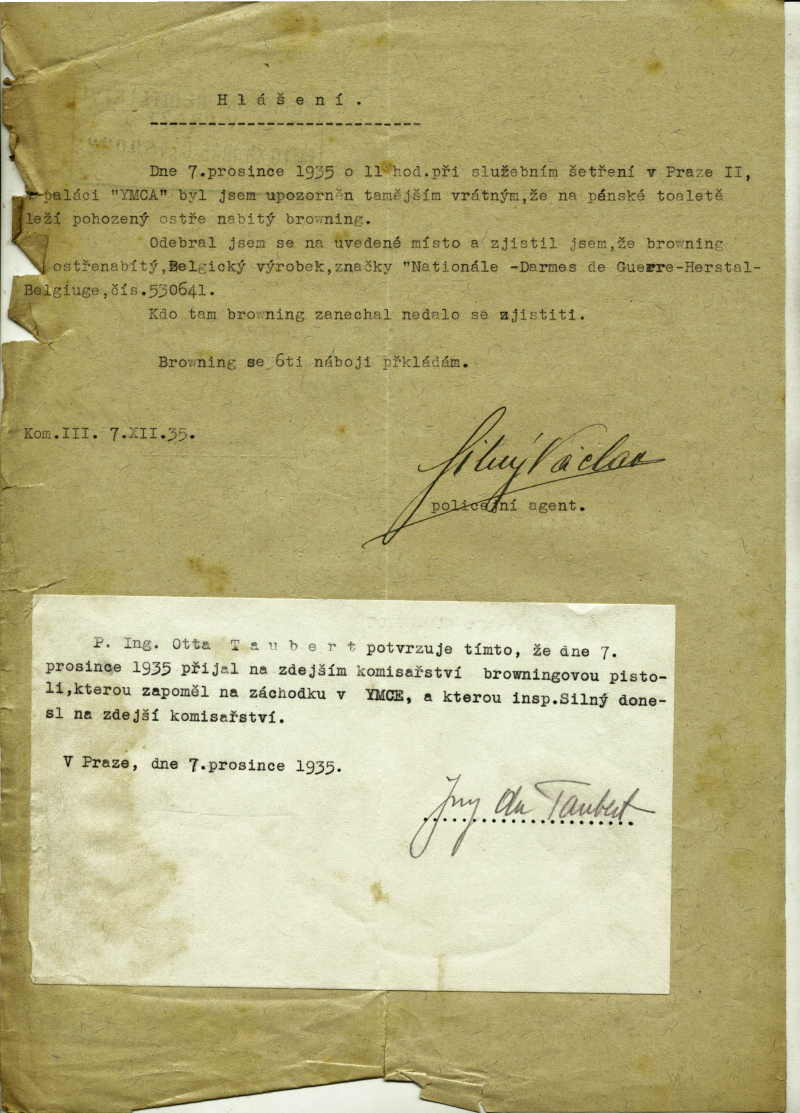 Hlášení.
Dne 7.prosince 1935 o 11 hod.při služebním šetření v Praze II,
v paláci "YMCA" byl jsem upozorněn tamějším vrátným,že na pánské toaletě
leží pohozený ostře nabitý browning.
Odebral jsem se na uvedené místo a zjistil jsem,že browning
ostřenabítý,Belgický výrobek,značky "Nationále -Darmes de Guerre-Herstal-
Belgiuge,čís.530641.
Kdo tam browning zanechal nedalo se zjistiti.
Browning se 6ti náboji přkládám.
Kom.III. 7.XII.35.
Silný Václav
policejní agent.
P. Ing. Otta Taubert potvrzuje tímto, že dne 7.
prosince 1935 přijal na zdejším komisařství browningovou pisto-
li,kterou zapoměl na záchodku v YMCE, a kterou insp.Silný done-
sl na zdejší komisařství.
V Praze, dne 7.prosince 1935.
Ing Taubert